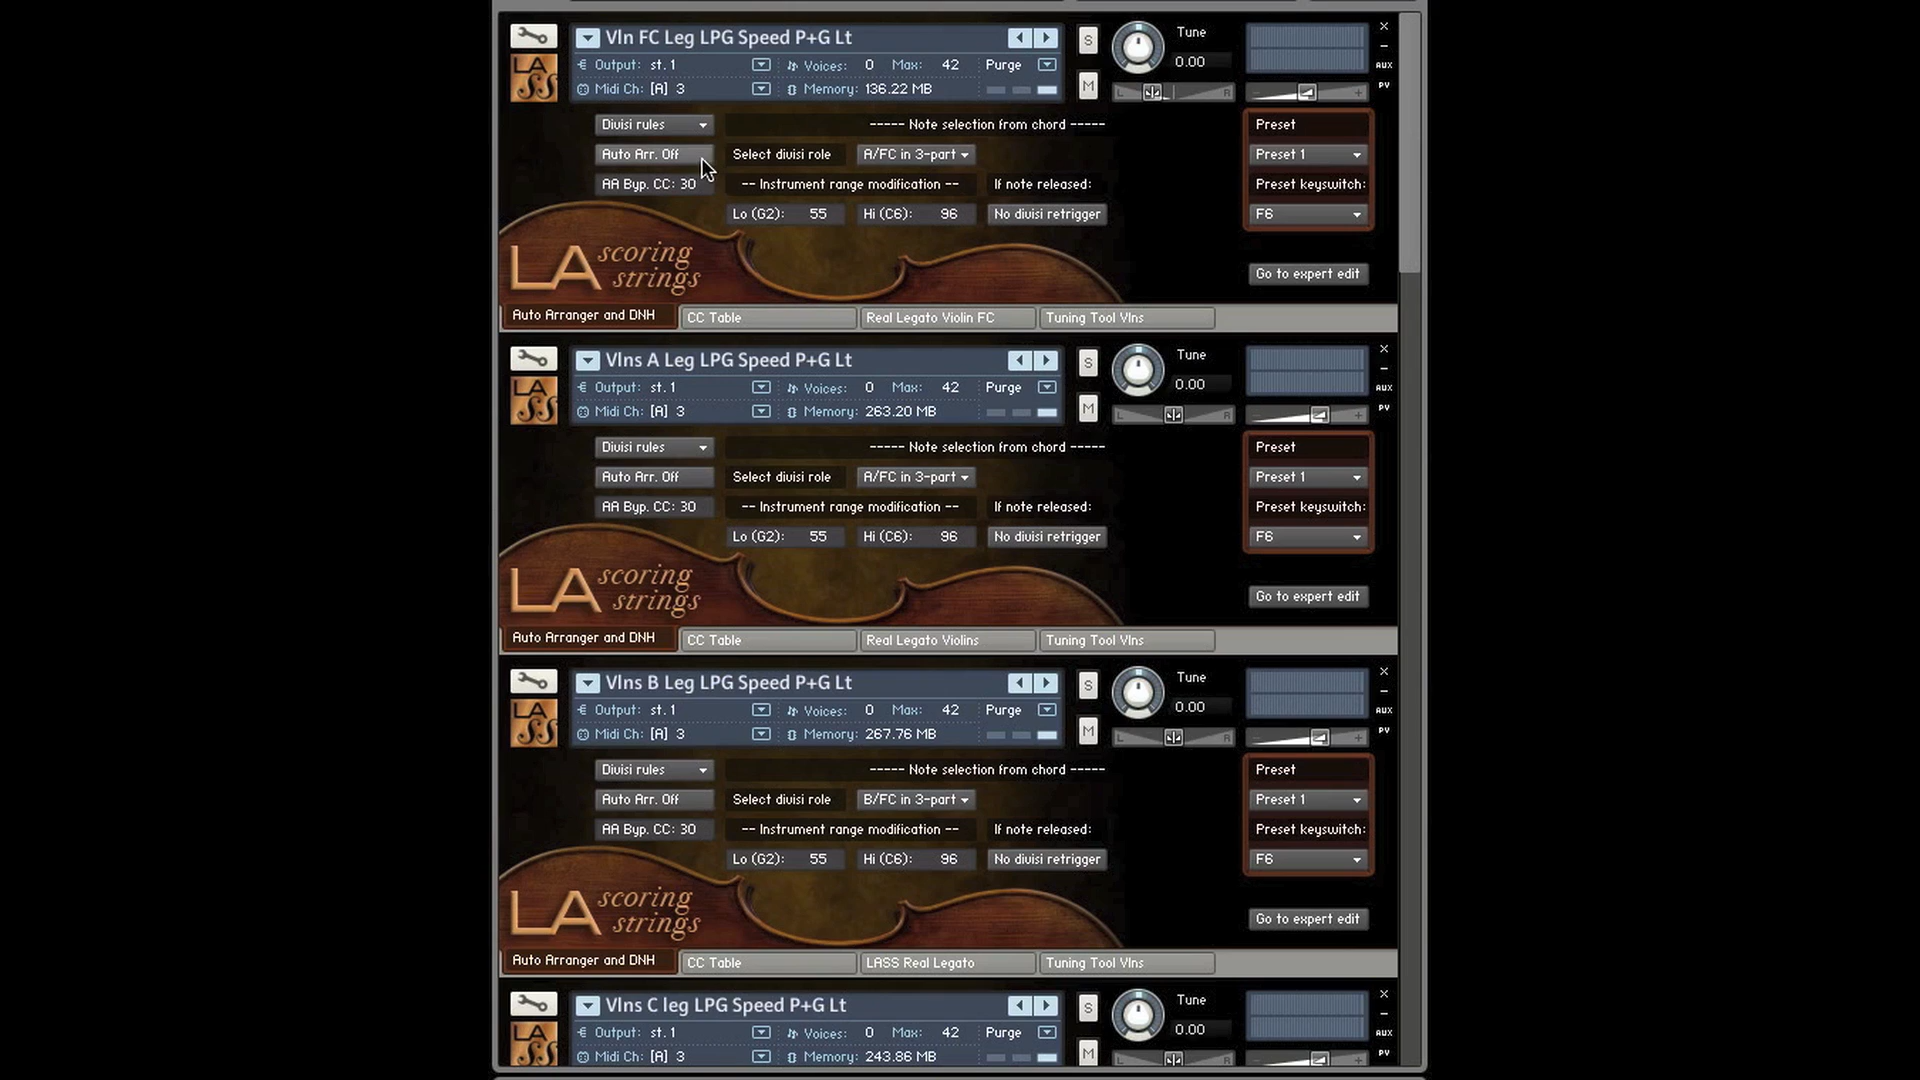 Vln FC Leg LPG Speed P+G Lt
S
Tune
Output: st. 1
Voices: 0 Max: 42 Purge
0.00
AUX
Midi Ch: [A] 3
Memory: 136.22 MB
M
L R
- +
PV
Divisi rules
----- Note selection from chord -----
Preset
Auto Arr. Off
Select divisi role
A/FC in 3-part
Preset 1
AA Byp. CC: 30
-- Instrument range modification --
If note released:
Preset keyswitch:
Lo (G2): 55
Hi (C6): 96
No divisi retrigger
F6
LA scoring strings
Go to expert edit
Auto Arranger and DNH
CC Table
Real Legato Violin FC
Tuning Tool Vlns
Vlns A Leg LPG Speed P+G Lt
S
Tune
Output: st. 1
Voices: 0 Max: 42 Purge
0.00
AUX
Midi Ch: [A] 3
Memory: 263.20 MB
M
L R
- +
PV
Divisi rules
----- Note selection from chord -----
Preset
Auto Arr. Off
Select divisi role
A/FC in 3-part
Preset 1
AA Byp. CC: 30
-- Instrument range modification --
If note released:
Preset keyswitch:
Lo (G2): 55
Hi (C6): 96
No divisi retrigger
F6
LA scoring strings
Go to expert edit
Auto Arranger and DNH
CC Table
Real Legato Violins
Tuning Tool Vlns
Vlns B Leg LPG Speed P+G Lt
S
Tune
Output: st. 1
Voices: 0 Max: 42 Purge
0.00
AUX
Midi Ch: [A] 3
Memory: 267.76 MB
M
L R
- +
PV
Divisi rules
----- Note selection from chord -----
Preset
Auto Arr. Off
Select divisi role
B/FC in 3-part
Preset 1
AA Byp. CC: 30
-- Instrument range modification --
If note released:
Preset keyswitch:
Lo (G2): 55
Hi (C6): 96
No divisi retrigger
F6
LA scoring strings
Go to expert edit
Auto Arranger and DNH
CC Table
LASS Real Legato
Tuning Tool Vlns
Vlns C leg LPG Speed P+G Lt
S
Tune
Output: st. 1
Voices: 0 Max: 42 Purge
0.00
AUX
Midi Ch: [A] 3
Memory: 243.86 MB
M
L R
- +
PV